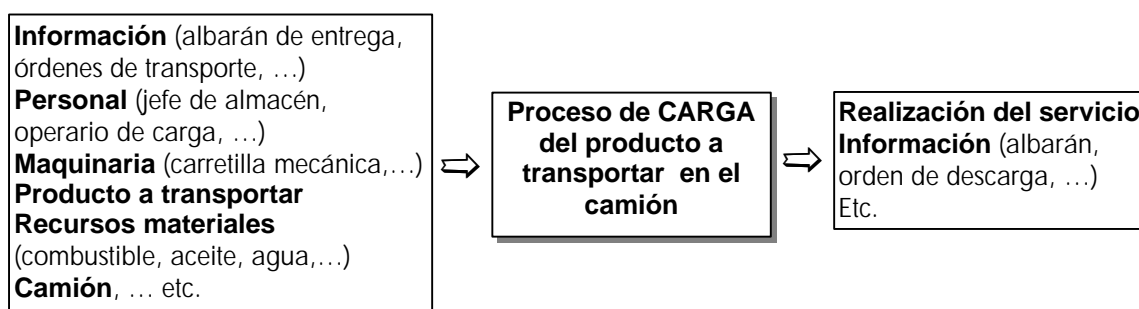 Información (albarán de entrega,
órdenes de transporte, …)
Personal (jefe de almacén,
operario de carga, …)
Maquinaria (carretilla mecánica,…)
Producto a transportar
Recursos materiales
(combustible, aceite, agua,…)
Camión, … etc.
Proceso de CARGA
del producto a
transportar en el
camión
Realización del servicio
Información (albarán,
orden de descarga, …)
Etc.